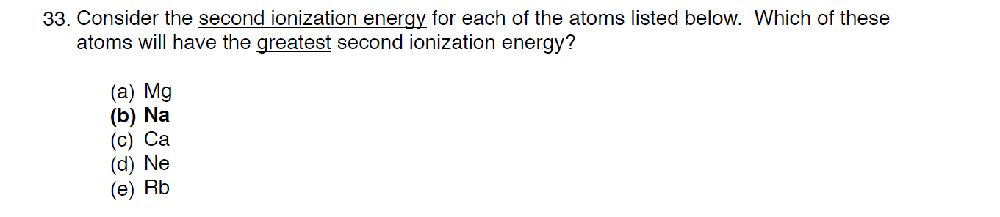 33. Consider the second ionization energy for each of the atoms listed below. Which of these
atoms will have the greatest second ionization energy?
(a) Mg
(b) Na
(c) Ca
(d) Ne
(e) Rb